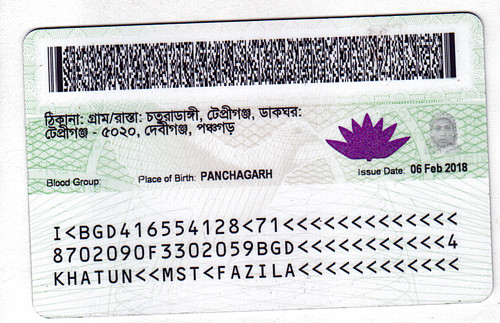 ঠিকানা: গ্রাম/রাস্তা: চতুরাডাঙ্গী, টেপ্রীগঞ্জ, ডাকঘর:
টেপ্রীগঞ্জ - ৫০২০, দেবীগঞ্জ, পঞ্চগড়
Blood Group: Place of Birth: PANCHAGARH Issue Date: 06 Feb 2018
I<BGD416554128<71<<<<<<<<<<<<<
8702090F3302059BGD<<<<<<<<<<<4
KHATUN<<MST<FAZILA<<<<<<<<<<<<